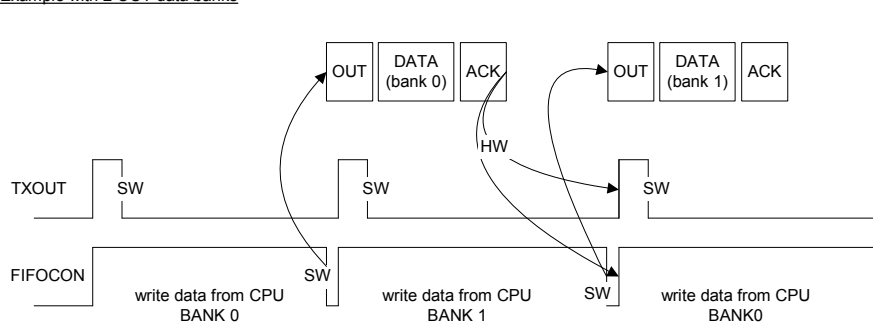 Example with 2 OUT data banks
OUT DATA (bank 0) ACK OUT DATA (bank 1) ACK
HW
TXOUT SW SW SW
FIFOCON SW SW
write data from CPU BANK 0
write data from CPU BANK 1
write data from CPU BANK0